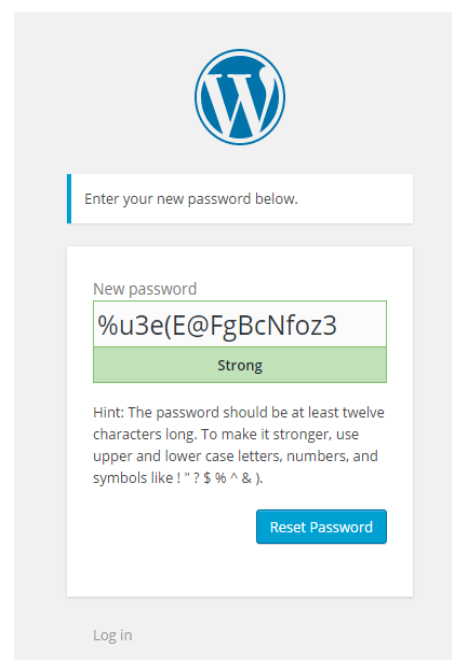 Enter your new password below.
New password
%u3e(E@FgBcNfoz3
Strong
Hint: The password should be at least twelve
characters long. To make it stronger, use
upper and lower case letters, numbers, and
symbols like ! " ? $ % ^ & ).
Reset Password
Log in